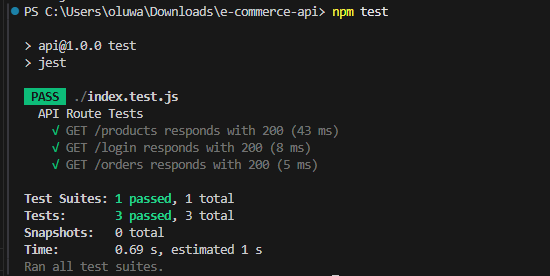 PS C:\Users\oluwa\Downloads\e-commerce-api> npm test
> api@1.0.0 test
> jest
PASS ./index.test.js
API Route Tests
√ GET /products responds with 200 (43 ms)
√ GET /login responds with 200 (8 ms)
√ GET /orders responds with 200 (5 ms)
Test Suites: 1 passed, 1 total
Tests:       3 passed, 3 total
Snapshots:   0 total
Time:        0.69 s, estimated 1 s
Ran all test suites.